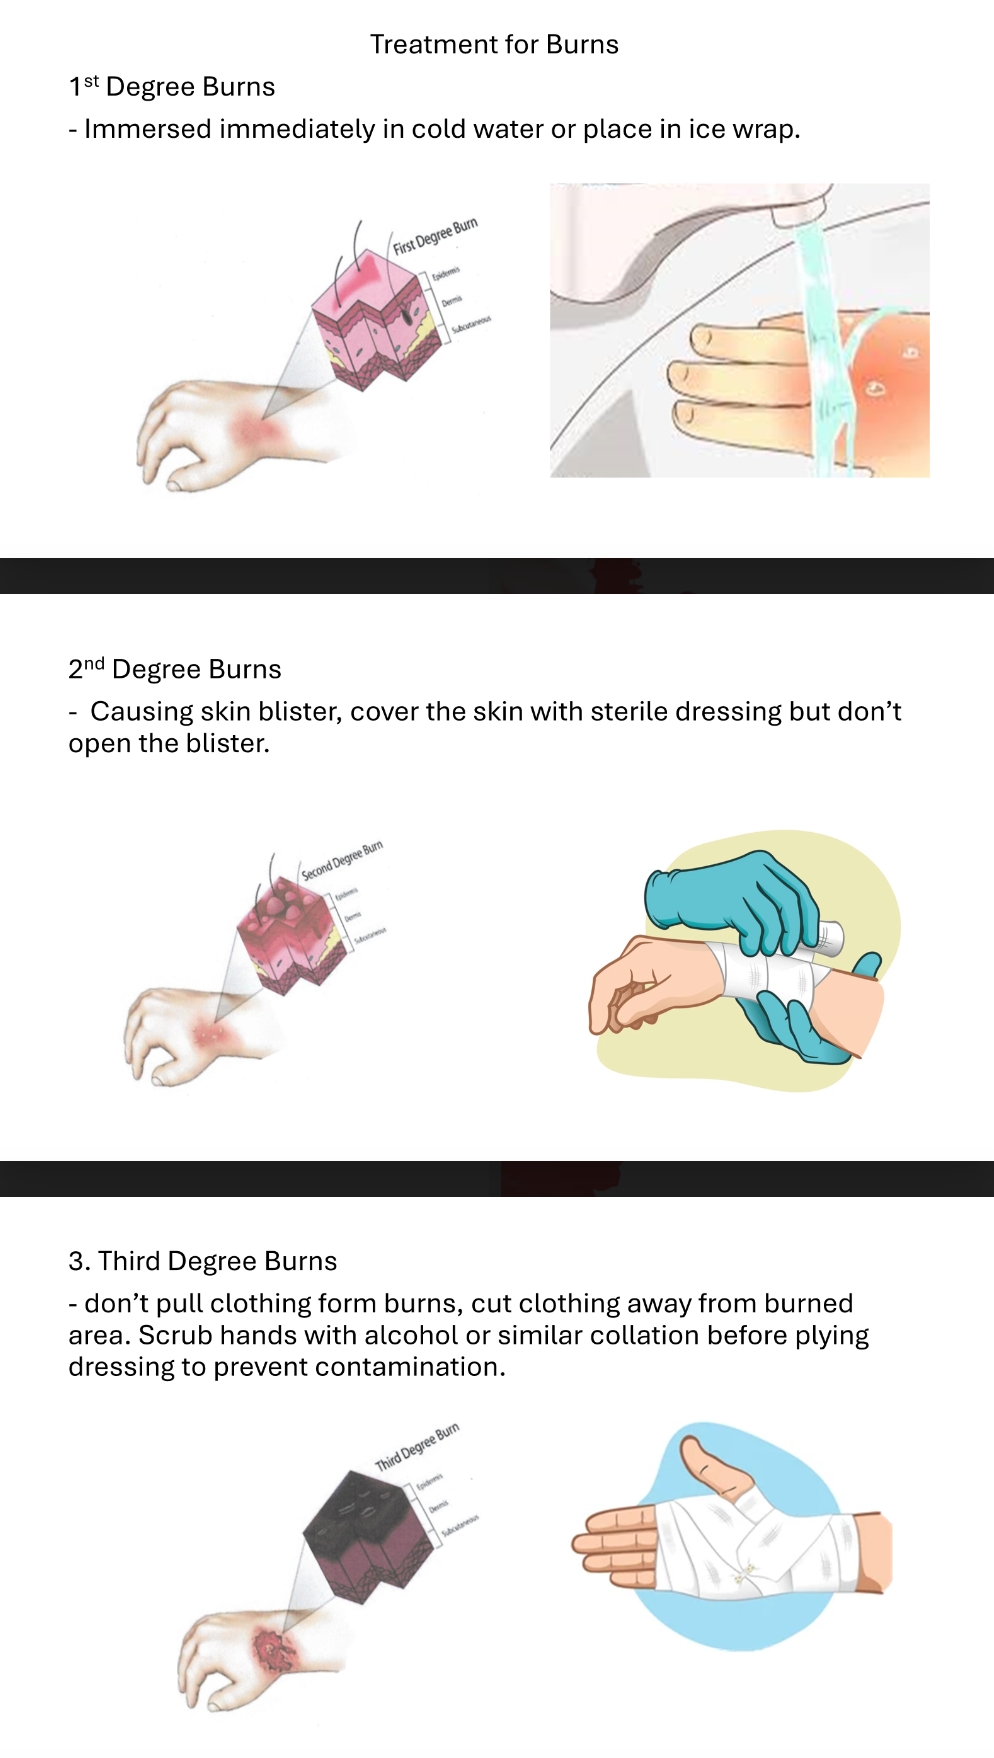 Treatment for Burns
1st Degree Burns
- Immersed immediately in cold water or place in ice wrap.
First Degree Burn
Epidermis
Dermis
Subcutaneous
2nd Degree Burns
- Causing skin blister, cover the skin with sterile dressing but don’t
open the blister.
Second Degree Burn
Epidermis
Dermis
Subcutaneous
3. Third Degree Burns
- don’t pull clothing form burns, cut clothing away from burned
area. Scrub hands with alcohol or similar collation before plying
dressing to prevent contamination.
Third Degree Burn
Epidermis
Dermis
Subcutaneous